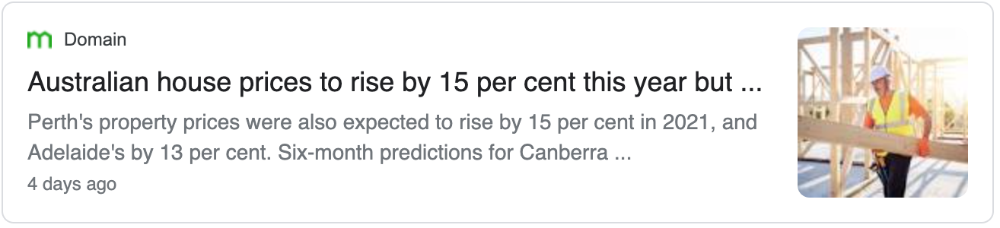 Domain
Australian house prices to rise by 15 per cent this year but ...
Perth's property prices were also expected to rise by 15 per cent in 2021, and
Adelaide's by 13 per cent. Six-month predictions for Canberra ...
4 days ago